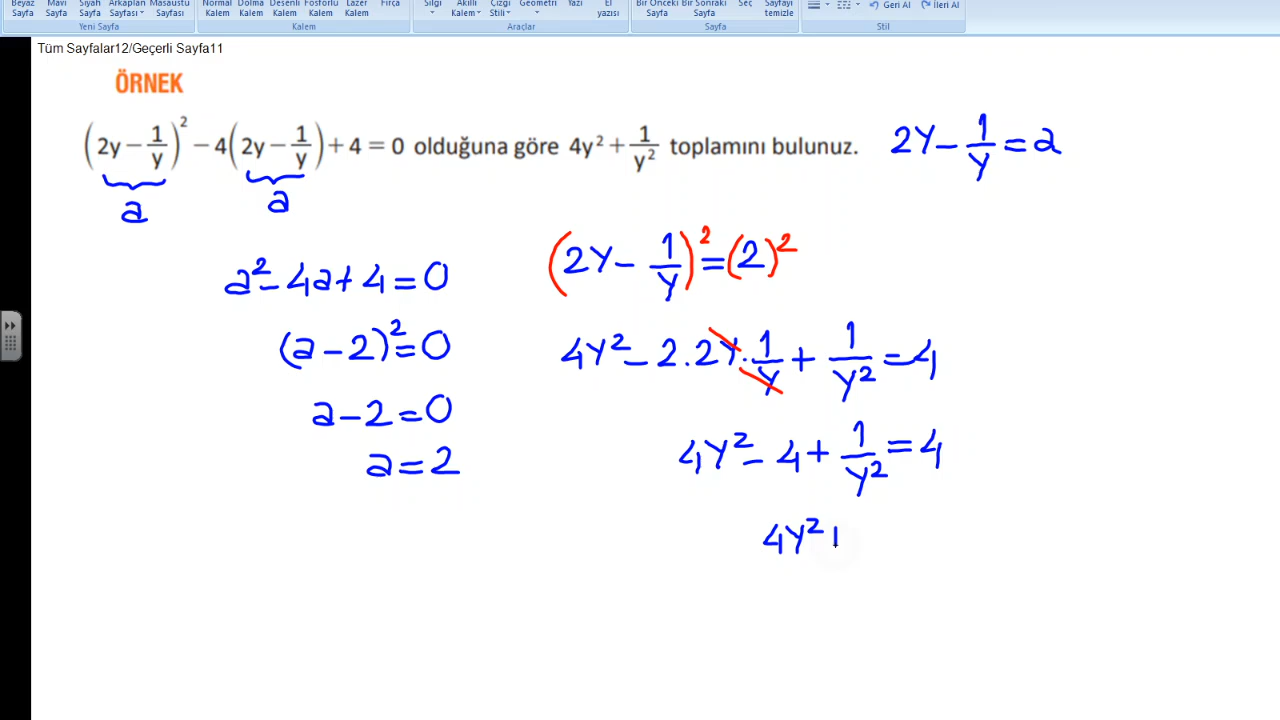 Beyaz Sayfa Mavi Sayfa Siyah Sayfa Arkaplan Sayfası Masaüstü Sayfası
Yeni Sayfa
Normal Kalem Dolma Kalem Desenli Kalem Fosforlu Kalem Lazer Kalem Fırça
Kalem
Silgi Akıllı Kalem Çizgi Stili Geometri Yazı El yazısı
Araçlar
Bir Önceki Sayfa Bir Sonraki Sayfa Seç Sayfayı temizle
Sayfa
Geri Al İleri Al
Stil
Tüm Sayfalar12/Geçerli Sayfa11
ÖRNEK
(2y − 1/y)² − 4(2y − 1/y) + 4 = 0 olduğuna göre 4y² + 1/y² toplamını bulunuz. 2y − 1/y = 2
a a
(2y − 1/y)² = (2)²
a² − 4a + 4 = 0
(a − 2)² = 0
4y² − 2.2y.1/y + 1/y² = 4
a − 2 = 0
4y² − 4 + 1/y² = 4
a = 2
4y²